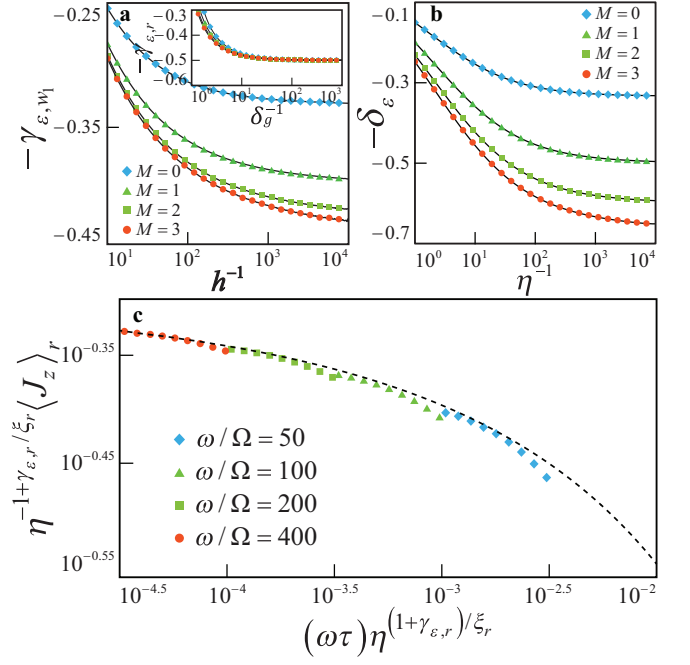 a
−0.25
−0.35
−0.45
−γ_{ε,w_1}
10^1
10^2
10^3
10^4
h^{-1}
M = 0
M = 1
M = 2
M = 3
−0.3
−0.4
−0.5
−0.6
−γ_{ε,r}
10^0
10^1
10^2
10^3
δ_g^{-1}
b
−0.1
−0.3
−0.5
−0.7
−δ_ε
10^0
10^1
10^2
10^3
10^4
η^{-1}
M = 0
M = 1
M = 2
M = 3
c
10^{-0.35}
10^{-0.45}
10^{-0.55}
η^{-1+γ_{ε,r}/ξ_r}⟨J_z⟩_r
ω/Ω = 50
ω/Ω = 100
ω/Ω = 200
ω/Ω = 400
10^{-4.5}
10^{-4}
10^{-3.5}
10^{-3}
10^{-2.5}
10^{-2}
(ωτ)η^{(1+γ_{ε,r})/ξ_r}